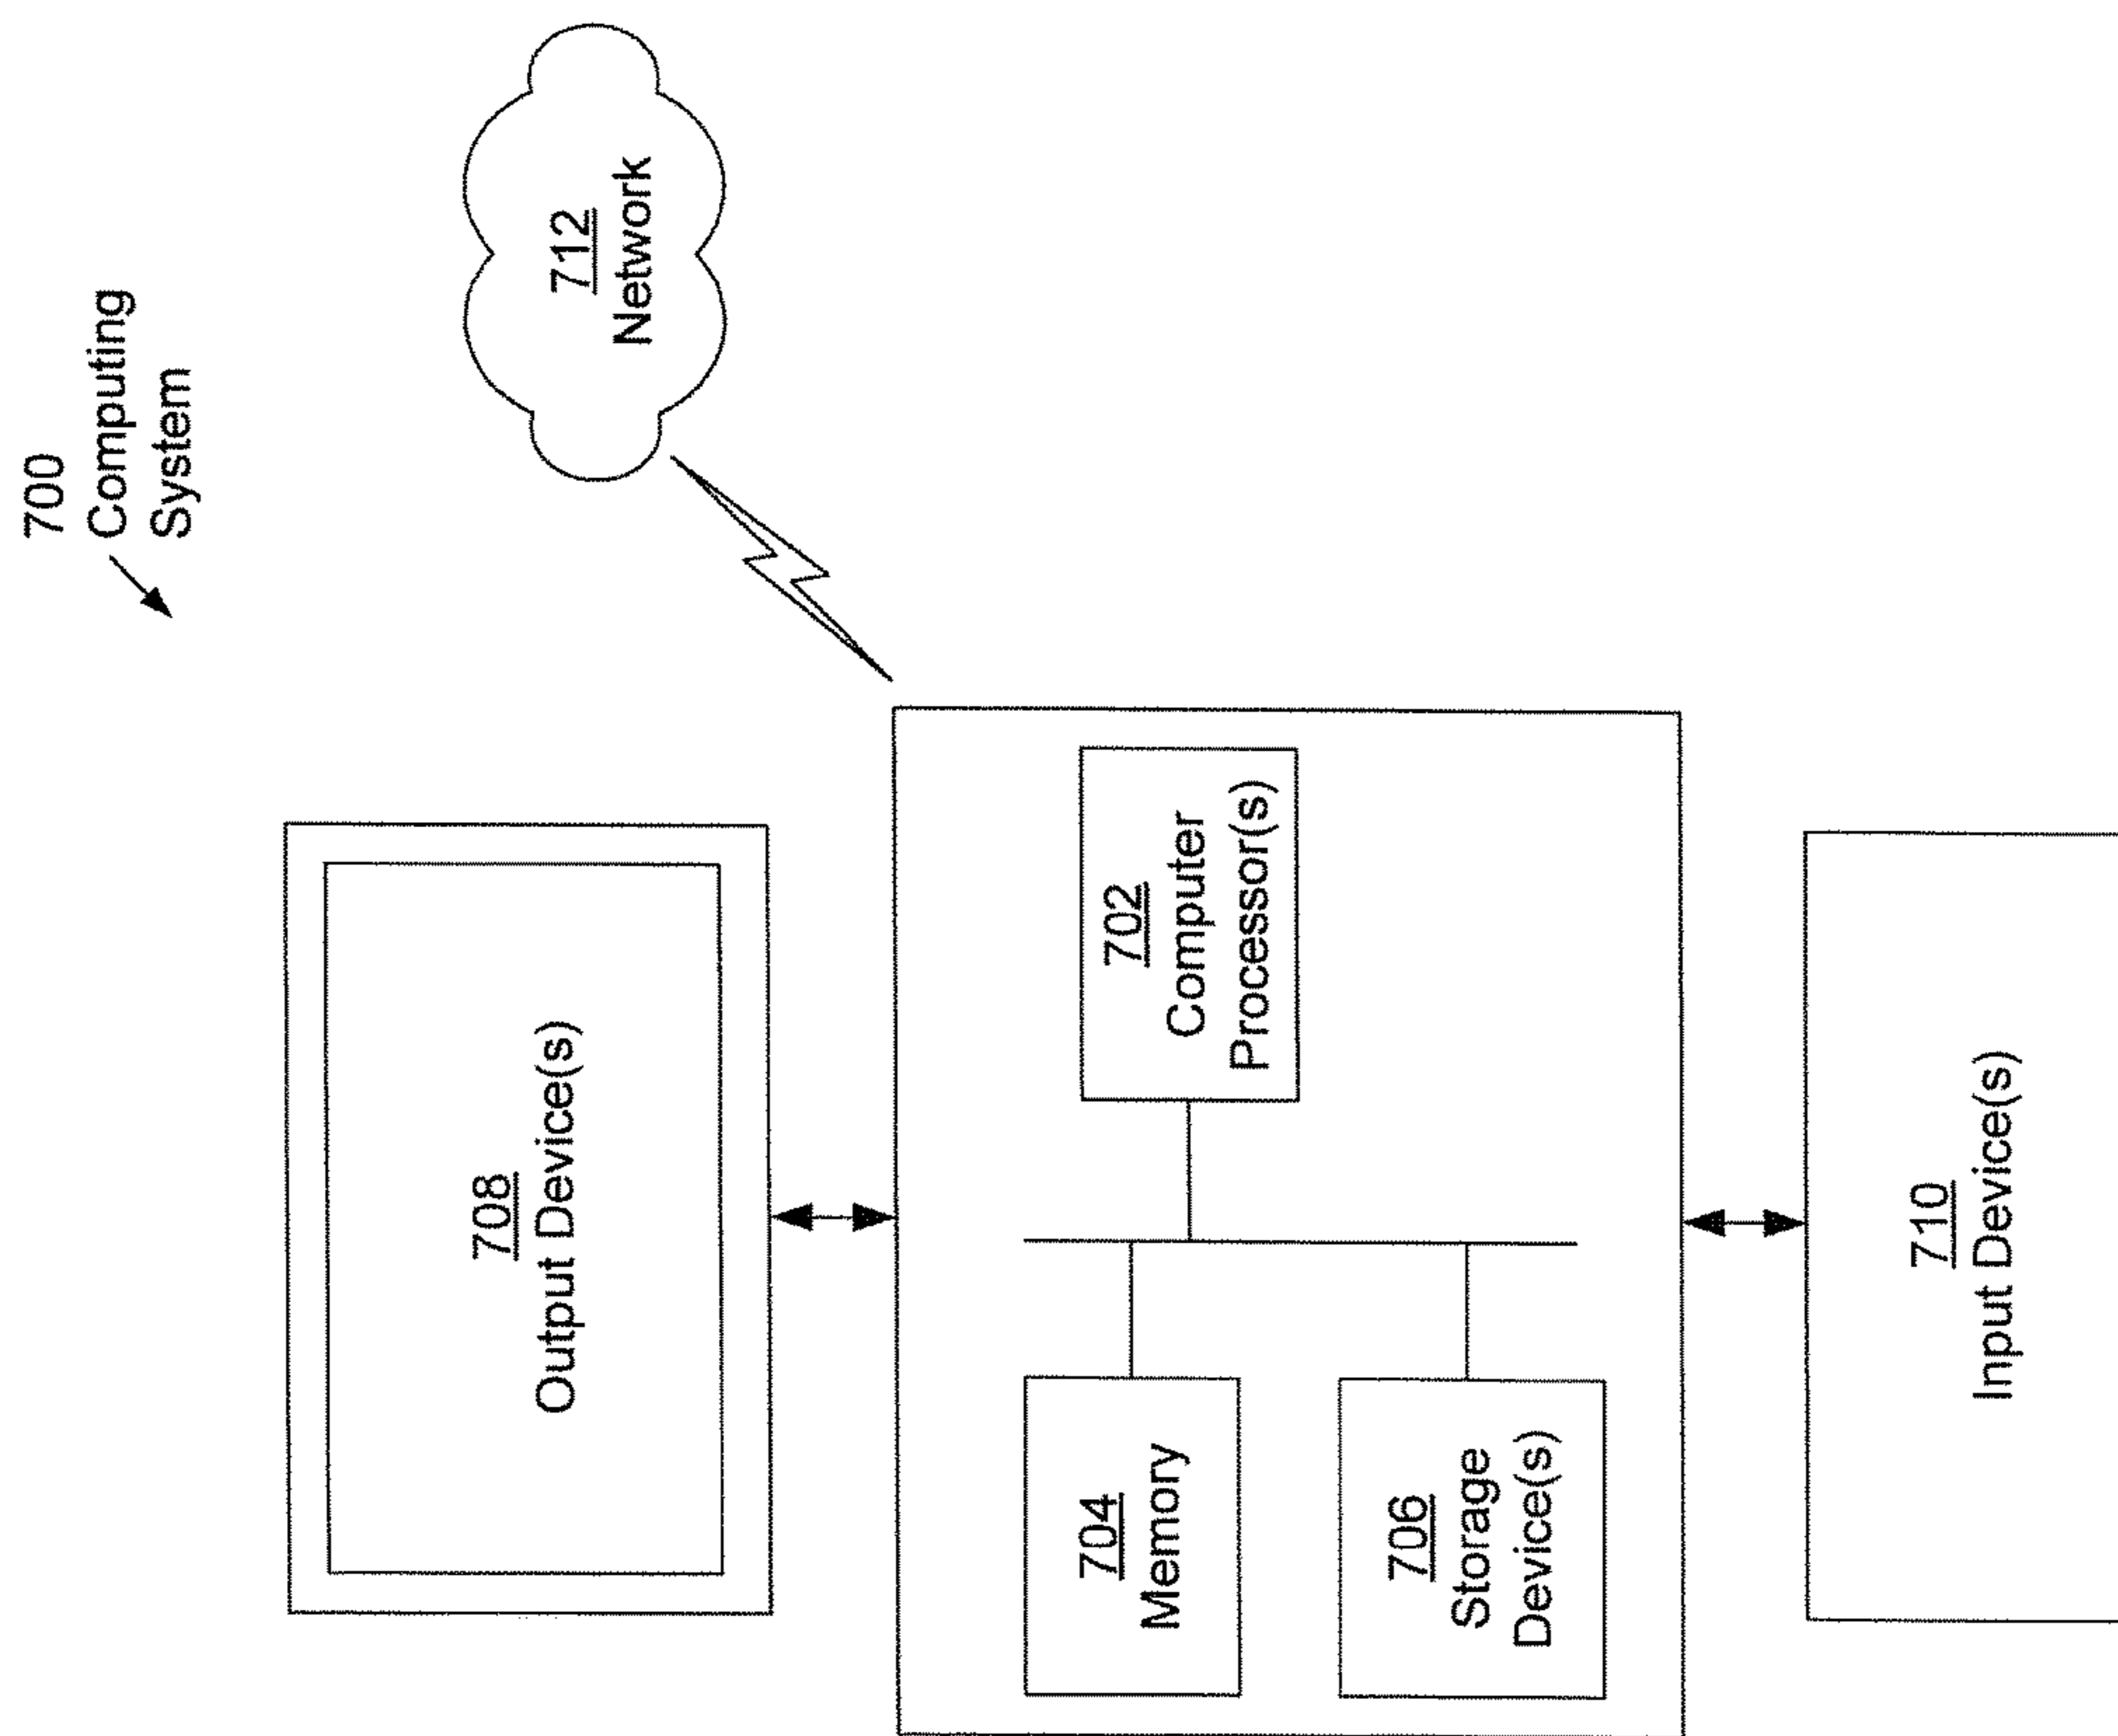 700
Computing
System
708
Output Device(s)
712
Network
702
Computer
Processor(s)
704
Memory
706
Storage
Device(s)
710
Input Device(s)